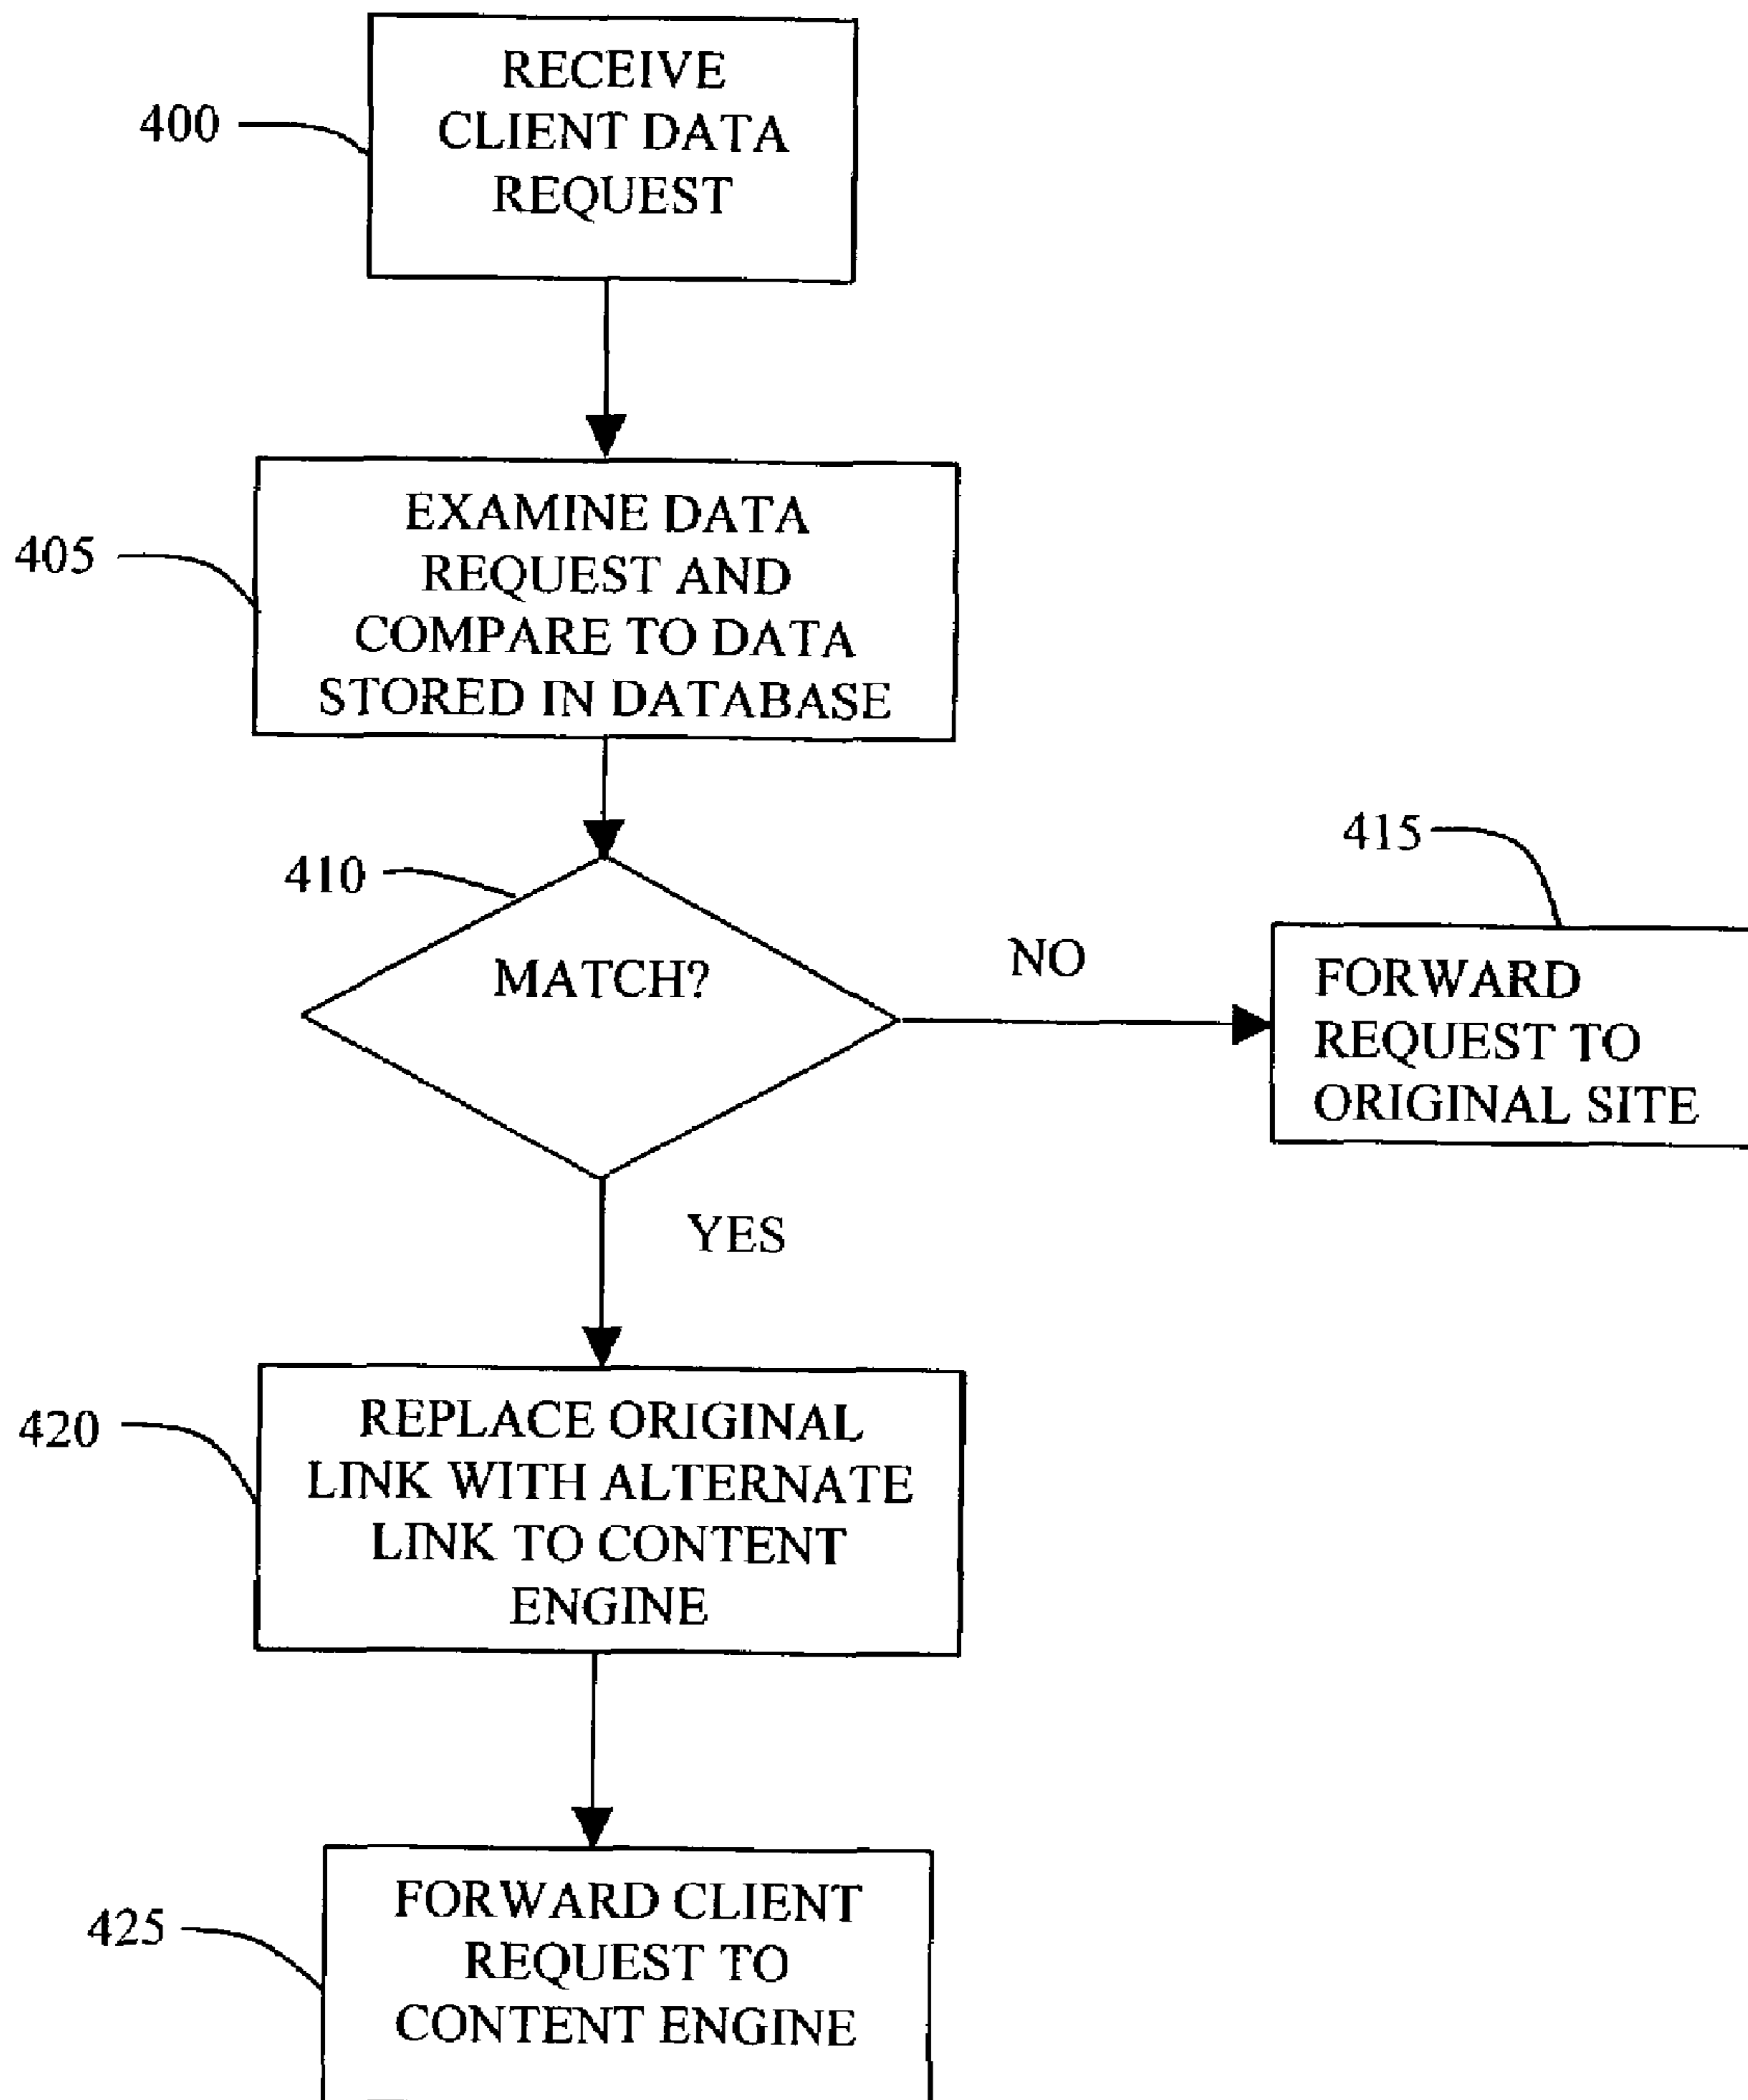 400
RECEIVE
CLIENT DATA
REQUEST
405
EXAMINE DATA
REQUEST AND
COMPARE TO DATA
STORED IN DATABASE
410
MATCH?
NO
415
FORWARD
REQUEST TO
ORIGINAL SITE
YES
420
REPLACE ORIGINAL
LINK WITH ALTERNATE
LINK TO CONTENT
ENGINE
425
FORWARD CLIENT
REQUEST TO
CONTENT ENGINE